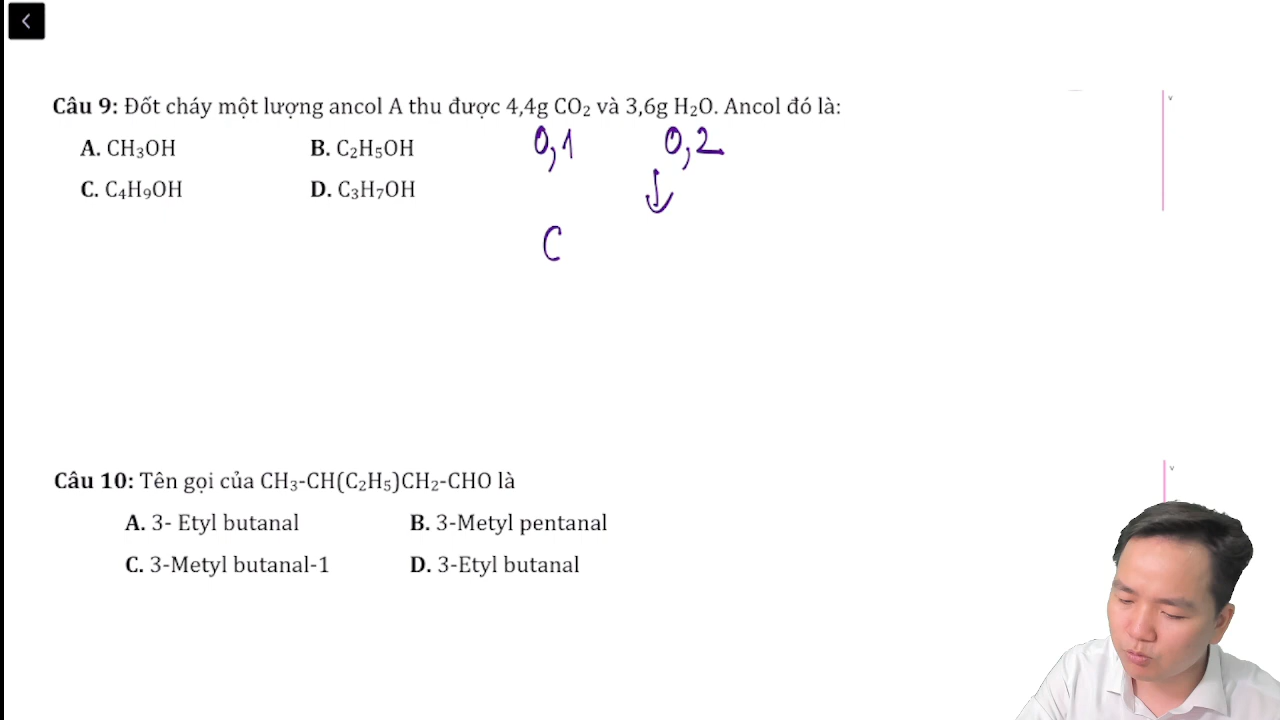 Câu 9: Đốt cháy một lượng ancol A thu được 4,4g CO₂ và 3,6g H₂O. Ancol đó là:
0,1 0,2
A. CH₃OH B. C₂H₅OH
C. C₄H₉OH D. C₃H₇OH
C
Câu 10: Tên gọi của CH₃-CH(C₂H₅)CH₂-CHO là
A. 3- Etyl butanal B. 3-Metyl pentanal
C. 3-Metyl butanal-1 D. 3-Etyl butanal